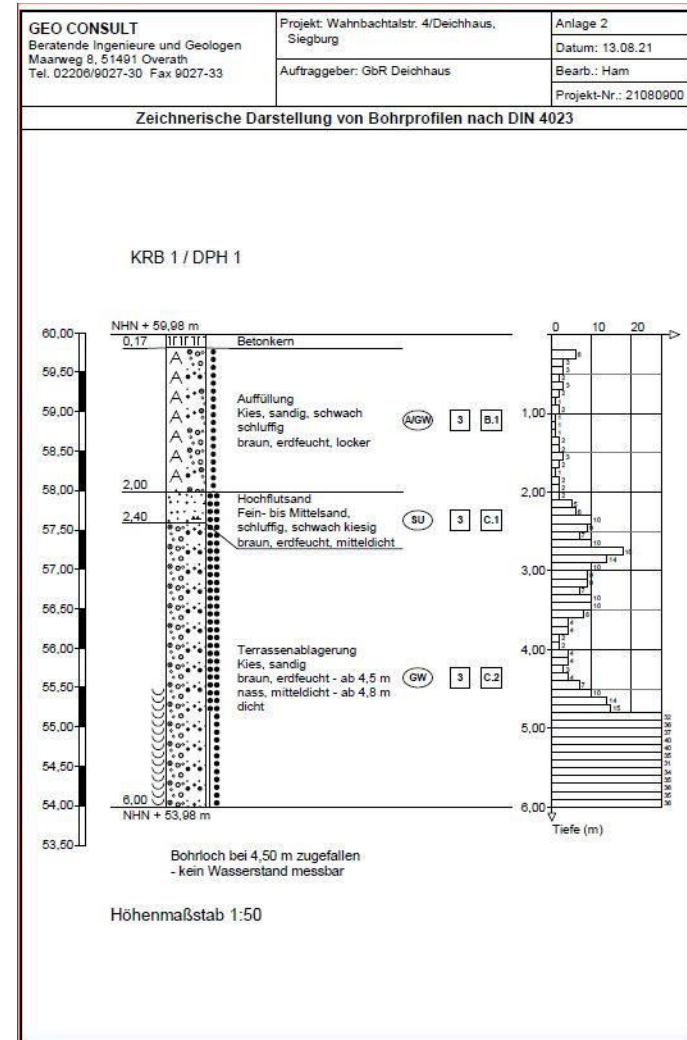 GEO CONSULT
Beratende Ingenieure und Geologen
Maarweg 8, 51491 Overath
Tel. 02206/9027-30 Fax 9027-33
Projekt: Wahnbachtalstr. 4/Deichhaus,
Siegburg
Auftraggeber: GbR Deichhaus
Anlage 2
Datum: 13.08.21
Bearb.: Ham
Projekt-Nr.: 21080900
Zeichnerische Darstellung von Bohrprofilen nach DIN 4023
KRB 1 / DPH 1
NHN + 59,98 m
60,00
59,50
59,00
58,50
58,00
57,50
57,00
56,50
56,00
55,50
55,00
54,50
54,00
53,50
0,17
2,00
2,40
6,00
NHN + 53,98 m
Betonkern
Auffüllung
Kies, sandig, schwach
schluffig
braun, erdfeucht, locker
A/GW 3 B.1
Hochflutsand
Fein- bis Mittelsand,
schluffig, schwach kiesig
braun, erdfeucht, mitteldicht
SU 3 C.1
Terrassenablagerung
Kies, sandig
braun, erdfeucht - ab 4,5 m
nass, mitteldicht - ab 4,8 m
dicht
GW 3 C.2
0 10 20
1,00
2,00
3,00
4,00
5,00
6,00
Tiefe (m)
Bohrloch bei 4,50 m zugefallen
- kein Wasserstand messbar
Höhenmaßstab 1:50